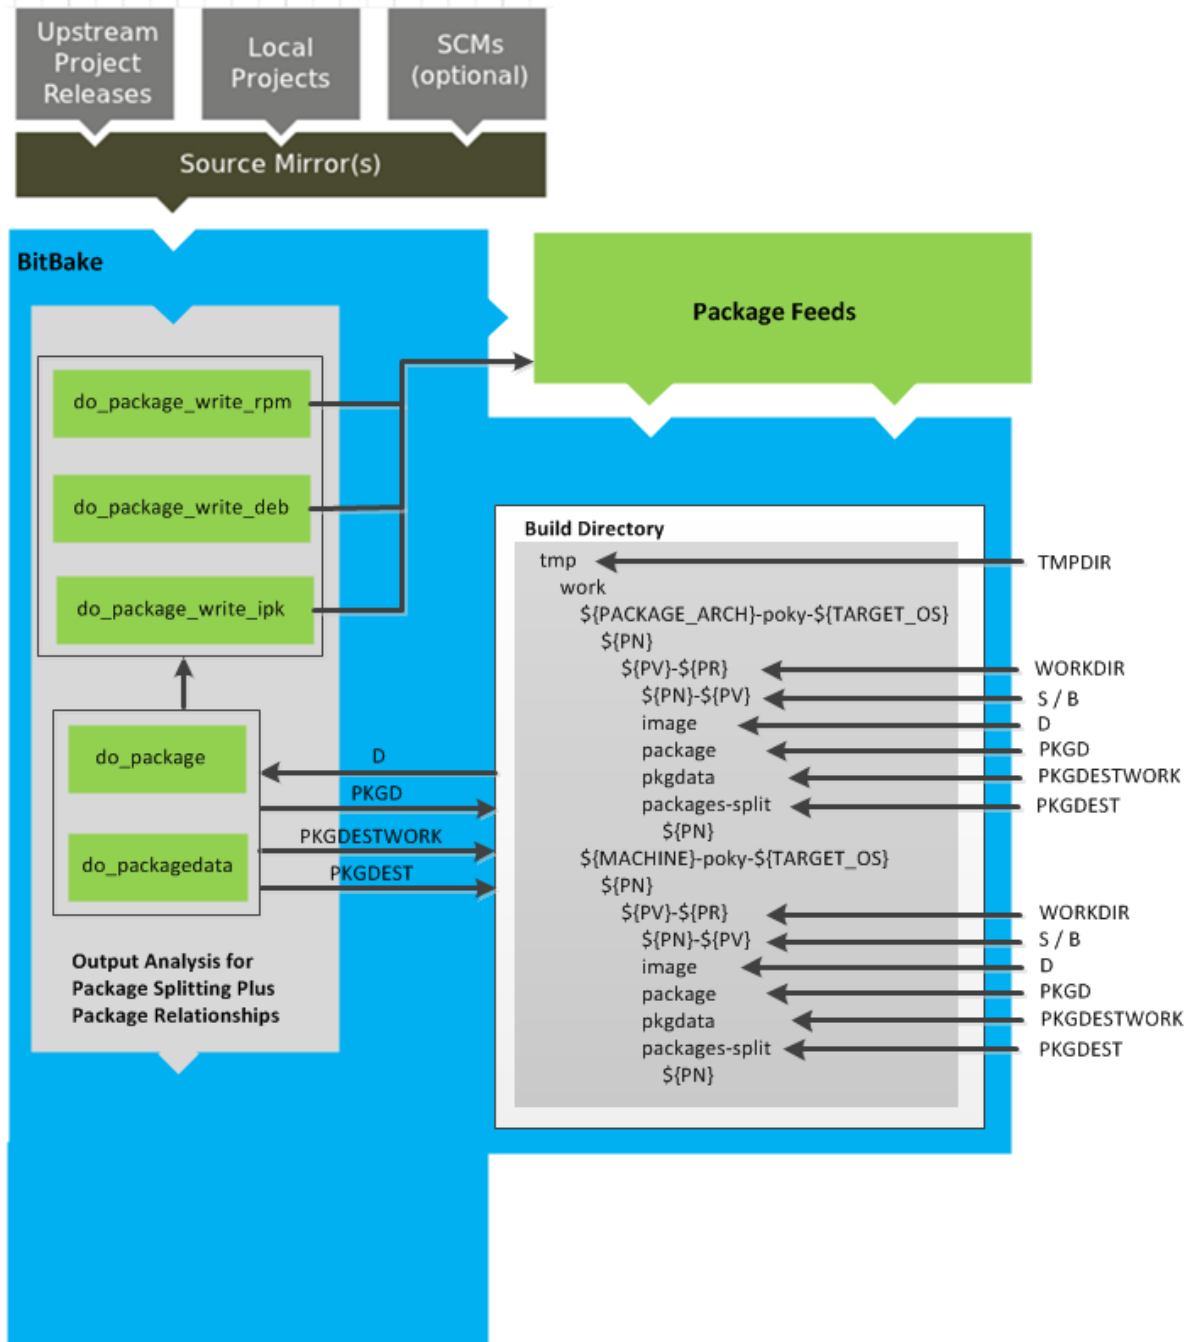 Upstream
Project
Releases
Local
Projects
SCMs
(optional)
Source Mirror(s)
BitBake
Package Feeds
do_package_write_rpm
do_package_write_deb
do_package_write_ipk
do_package
do_packagedata
D
PKGD
PKGDESTWORK
PKGDEST
Output Analysis for
Package Splitting Plus
Package Relationships
Build Directory
tmp
work
${PACKAGE_ARCH}-poky-${TARGET_OS}
${PN}
${PV}-${PR}
${PN}-${PV}
image
package
pkgdata
packages-split
${PN}
${MACHINE}-poky-${TARGET_OS}
${PN}
${PV}-${PR}
${PN}-${PV}
image
package
pkgdata
packages-split
${PN}
TMPDIR
WORKDIR
S / B
D
PKGD
PKGDESTWORK
PKGDEST
WORKDIR
S / B
D
PKGD
PKGDESTWORK
PKGDEST